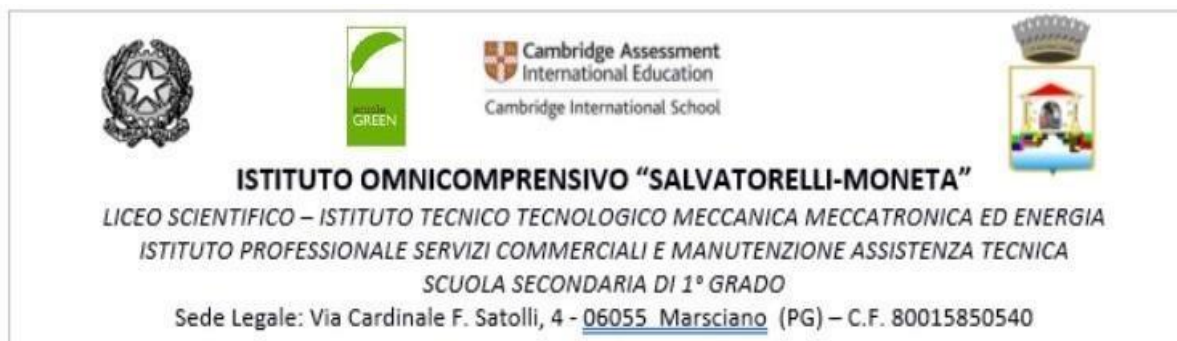 scuole
GREEN
Cambridge Assessment
International Education
Cambridge International School
ISTITUTO OMNICOMPRENSIVO “SALVATORELLI-MONETA”
LICEO SCIENTIFICO – ISTITUTO TECNICO TECNOLOGICO MECCANICA MECCATRONICA ED ENERGIA
ISTITUTO PROFESSIONALE SERVIZI COMMERCIALI E MANUTENZIONE ASSISTENZA TECNICA
SCUOLA SECONDARIA DI 1° GRADO
Sede Legale: Via Cardinale F. Satolli, 4 - 06055 Marsciano (PG) – C.F. 80015850540